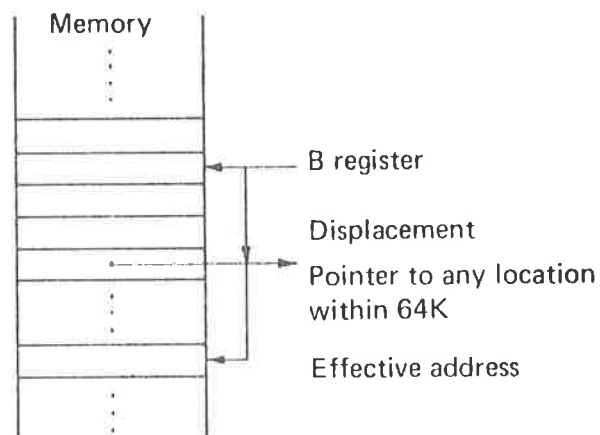 Memory
B register
Displacement
Pointer to any location
within 64K
Effective address